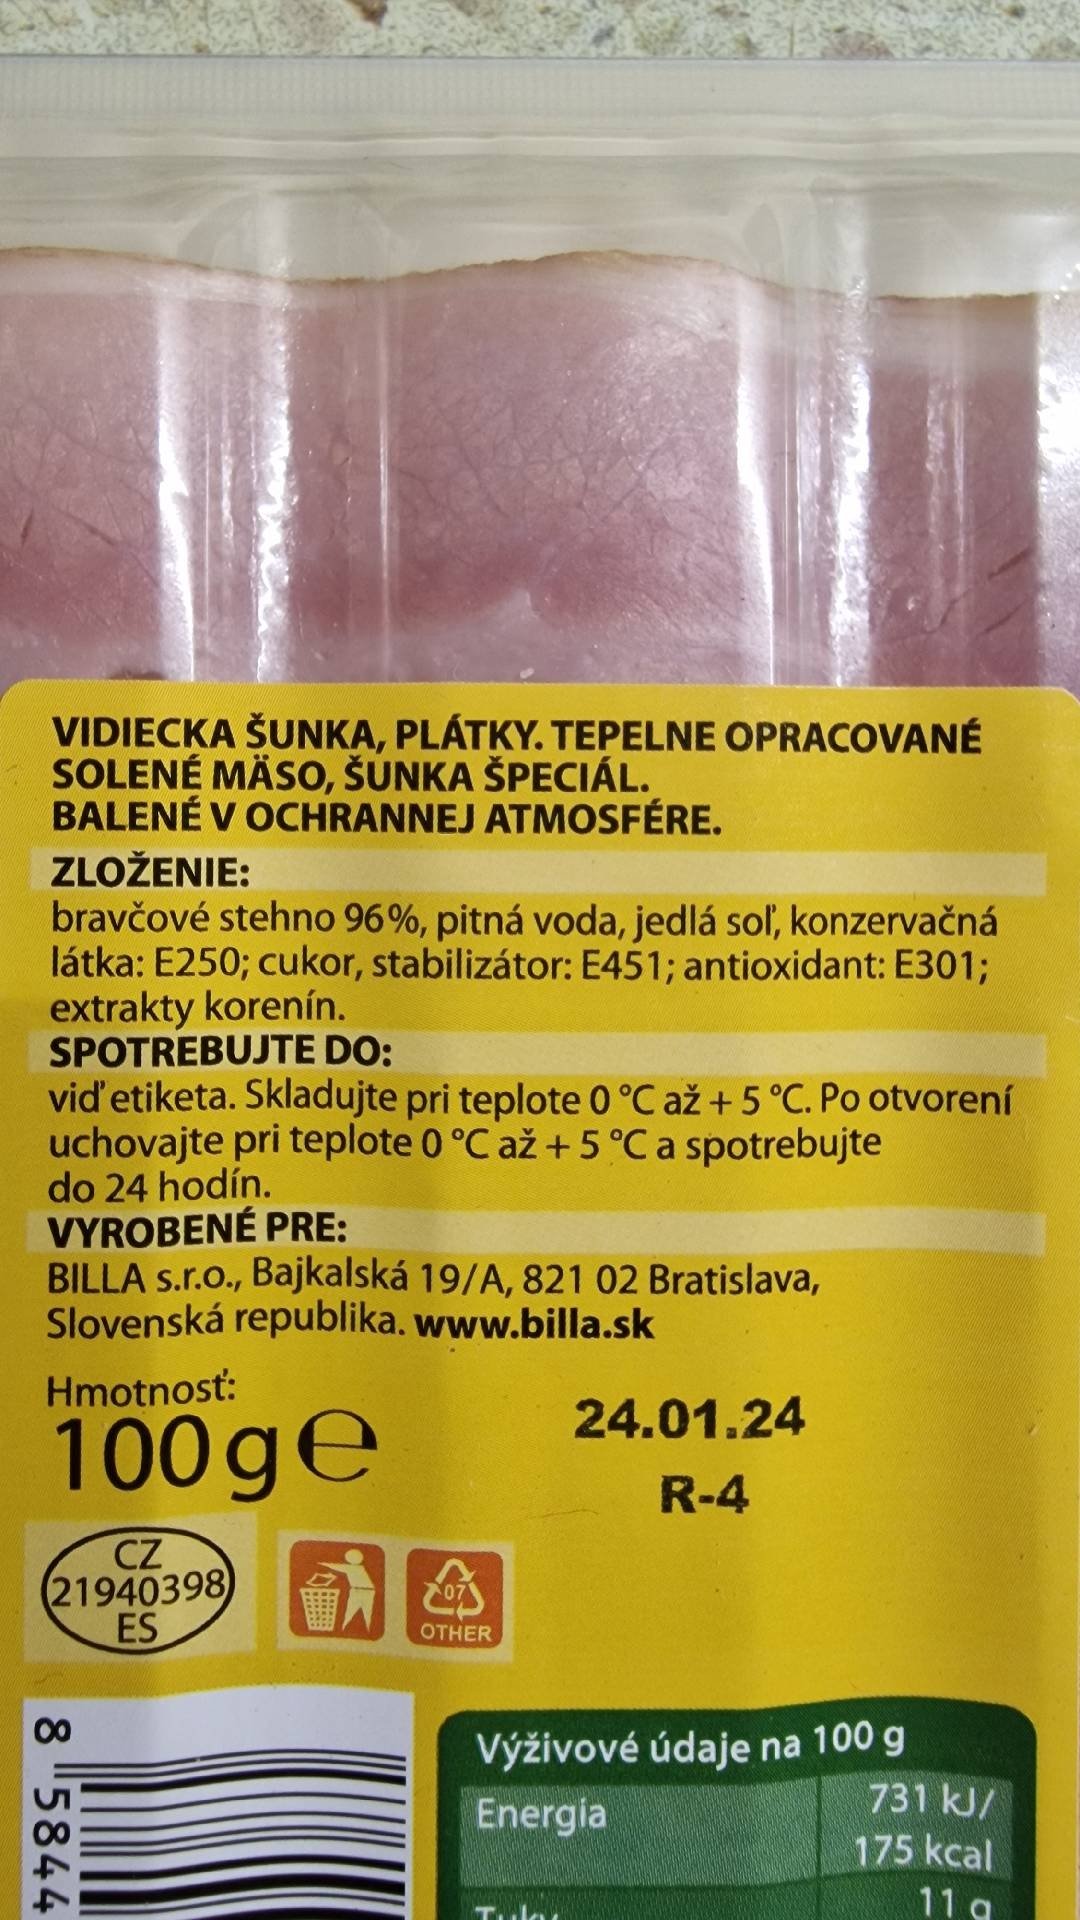 VIDIECKA ŠUNKA, PLÁTKY. TEPELNE OPRACOVANÉ
SOLENÉ MÄSO, ŠUNKA ŠPECIÁL.
BALENÉ V OCHRANNEJ ATMOSFÉRE.
ZLOŽENIE:
bravčové stehno 96%, pitná voda, jedlá soľ, konzervačná
látka: E250; cukor, stabilizátor: E451; antioxidant: E301;
extrakty korenín.
SPOTREBUJTE DO:
viď etiketa. Skladujte pri teplote 0 °C až + 5 °C. Po otvorení
uchovajte pri teplote 0 °C až + 5 °C a spotrebujte
do 24 hodín.
VYROBENÉ PRE:
BILLA s.r.o., Bajkalská 19/A, 821 02 Bratislava,
Slovenská republika. www.billa.sk
Hmotnosť:
100 g e
24.01.24
R-4
CZ
21940398
ES
07
OTHER
8 5844
Výživové údaje na 100 g
Energia 731 kJ/
175 kcal
Tuky 11 g